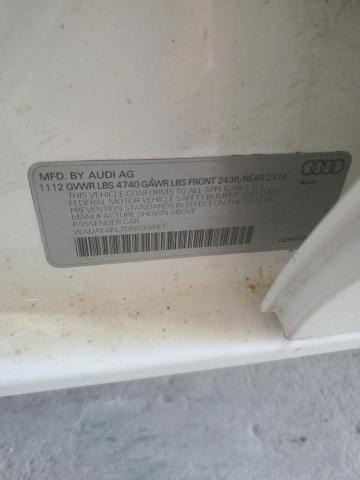 MFD. BY AUDI AG
1112 GVWR LBS 4740 GAWR LBS FRONT 2436/REAR 2414
THIS VEHICLE CONFORMS TO ALL APPLICABLE U.S.
FEDERAL MOTOR VEHICLE SAFETY BUMPER, AND THEFT
PREVENTION STANDARDS IN EFFECT ON THE DATE OF
MANUFACTURE SHOWN ABOVE
PASSENGER CAR
WAUAEAFL7DN033481
Audi